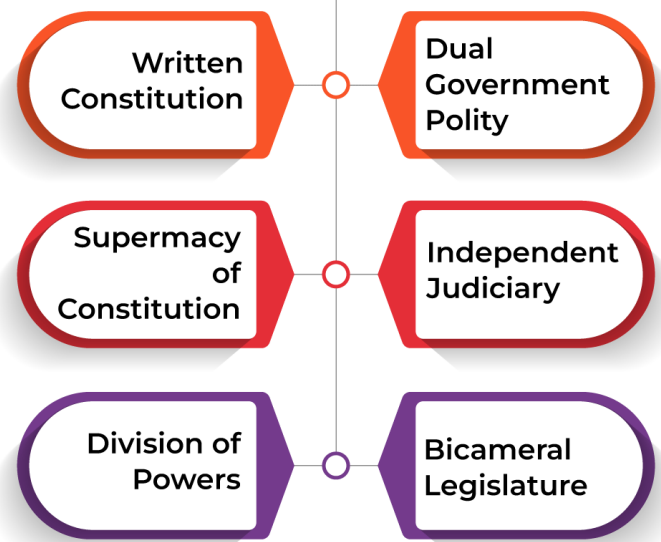 Written
Constitution
Dual
Government
Polity
Supermacy
of
Constitution
Independent
Judiciary
Division of
Powers
Bicameral
Legislature